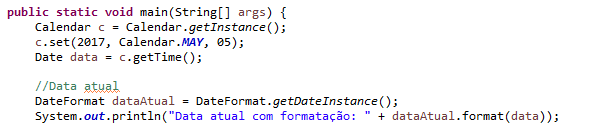 public static void main(String[] args) {
Calendar c = Calendar.getInstance();
c.set(2017, Calendar.MAY, 05);
Date data = c.getTime();
//Data atual
DateFormat dataAtual = DateFormat.getDateInstance();
System.out.println("Data atual com formatação: " + dataAtual.format(data));